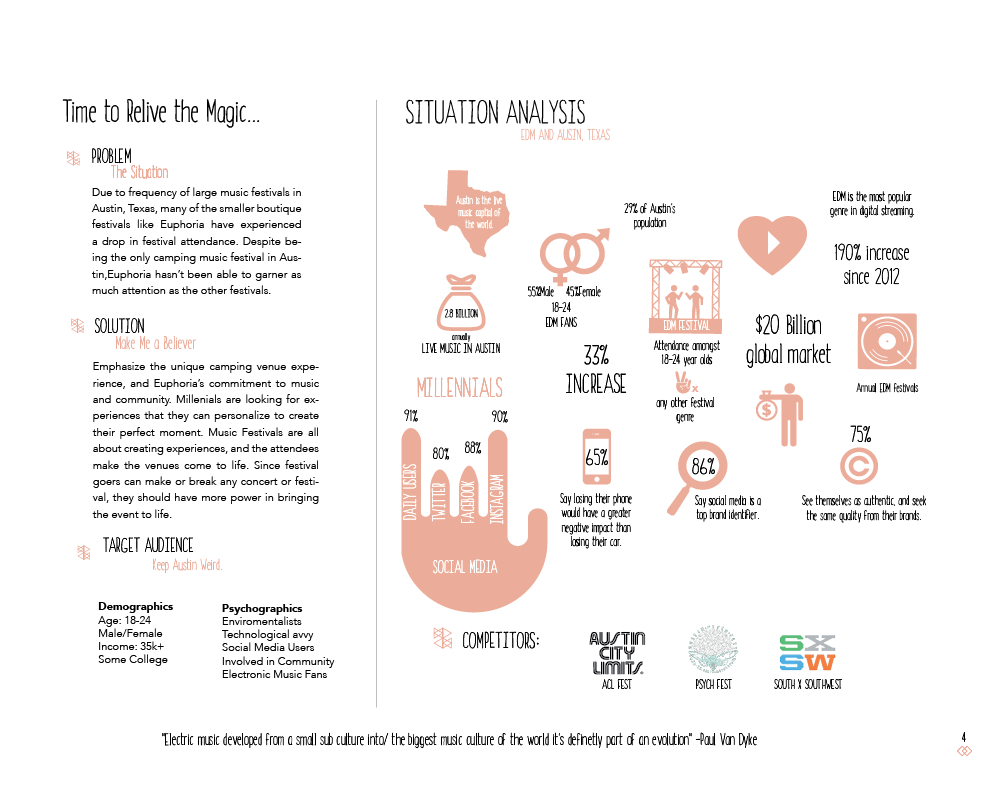 Time to Relive the Magic...
PROBLEM
The Situation
Due to frequency of large music festivals in
Austin, Texas, many of the smaller boutique
festivals like Euphoria have experienced
a drop in festival attendance. Despite be-
ing the only camping music festival in Aus-
tin,Euphoria hasn't been able to garner as
much attention as the other festivals.
SOLUTION
Make Me a Believer
Emphasize the unique camping venue expe-
rience, and Euphoria's commitment to music
and community. Millenials are looking for ex-
periences that they can personalize to create
their perfect moment. Music Festivals are all
about creating experiences, and the attendees
make the venues come to life. Since festival
goers can make or break any concert or festi-
val, they should have more power in bringing
the event to life.
TARGET AUDIENCE
Keep Austin Weird.
Demographics
Age: 18-24
Male/Female
Income: 35k+
Some College
Psychographics
Enviromentalists
Technological avvy
Social Media Users
Involved in Community
Electronic Music Fans
SITUATION ANALYSIS
EDM AND AUSIN, TEXAS
Austin is the live
music capital of
the world.
2.8 BILLION
annually
LIVE MUSIC IN AUSTIN
29% of Austin's
population
55%Male 45%Female
18-24
EDM FANS
33%
INCREASE
EDM FESTIVAL
Attendance amongst
18-24 year olds
x
any other festival
genre
EDM is the most popular
genre in digital streaming.
190% increase
since 2012
$20 Billion
global market
$
Annual EDM Festivals
MILLENNIALS
91%
80%
88%
90%
DAILY USERS
TWITTER
FACEBOOK
INSTAGRAM
SOCIAL MEDIA
65%
Say losing their phone
would have a greater
negative impact than
losing their car.
86%
Say social media is a
top brand identifier.
75%
C
See themselves as authentic, and seek
the same quality from their brands.
COMPETITORS:
AUSTIN
CITY
LIMITS
ACL FEST
PSYCH FEST
SX
SW
SOUTH X SOUTHWEST
"Electric music developed from a small sub culture into/ the biggest music culture of the world it's definetly part of an evolution" -Paul Van Dyke
4